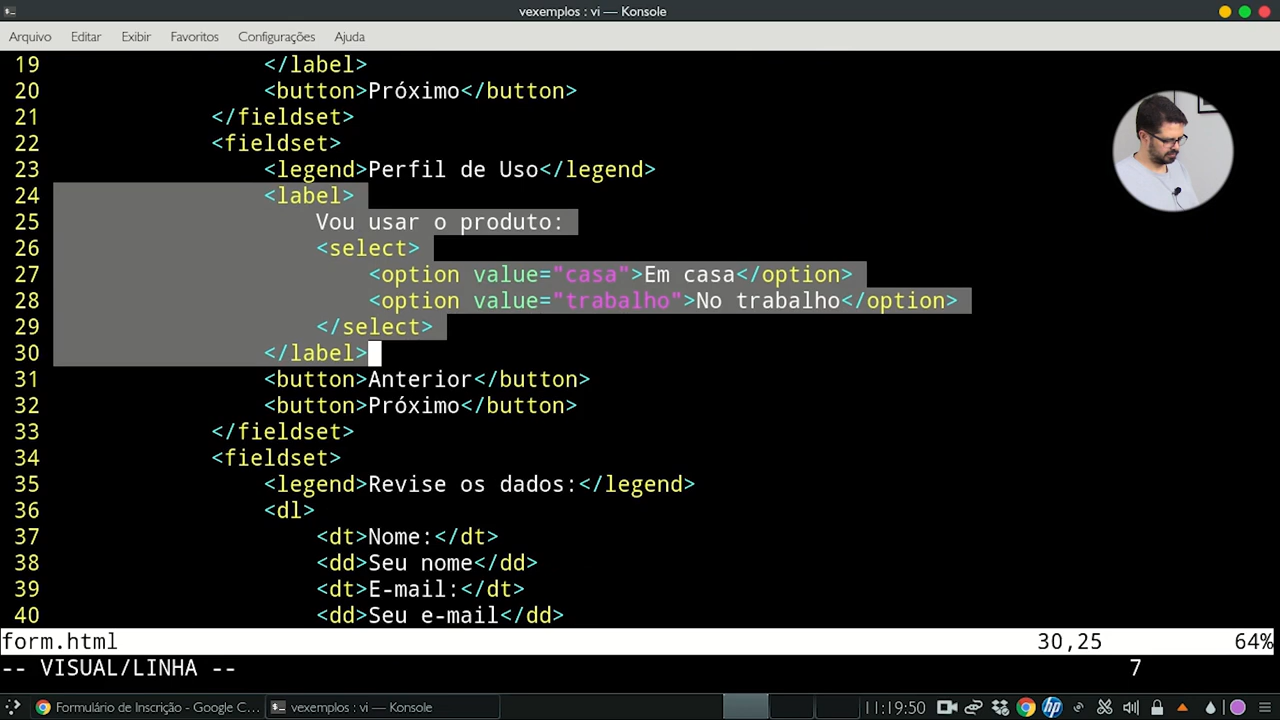 vexemplos : vi — Konsole
Arquivo Editar Exibir Favoritos Configurações Ajuda
19 </label>
20 <button>Próximo</button>
21 </fieldset>
22 <fieldset>
23 <legend>Perfil de Uso</legend>
24 <label>
25 Vou usar o produto:
26 <select>
27 <option value="casa">Em casa</option>
28 <option value="trabalho">No trabalho</option>
29 </select>
30 </label>
31 <button>Anterior</button>
32 <button>Próximo</button>
33 </fieldset>
34 <fieldset>
35 <legend>Revise os dados:</legend>
36 <dl>
37 <dt>Nome:</dt>
38 <dd>Seu nome</dd>
39 <dt>E-mail:</dt>
40 <dd>Seu e-mail</dd>
form.html 30,25 64%
-- VISUAL/LINHA -- 7
Formulário de Inscrição - Google C... vexemplos : vi — Konsole 11:19:50 hp